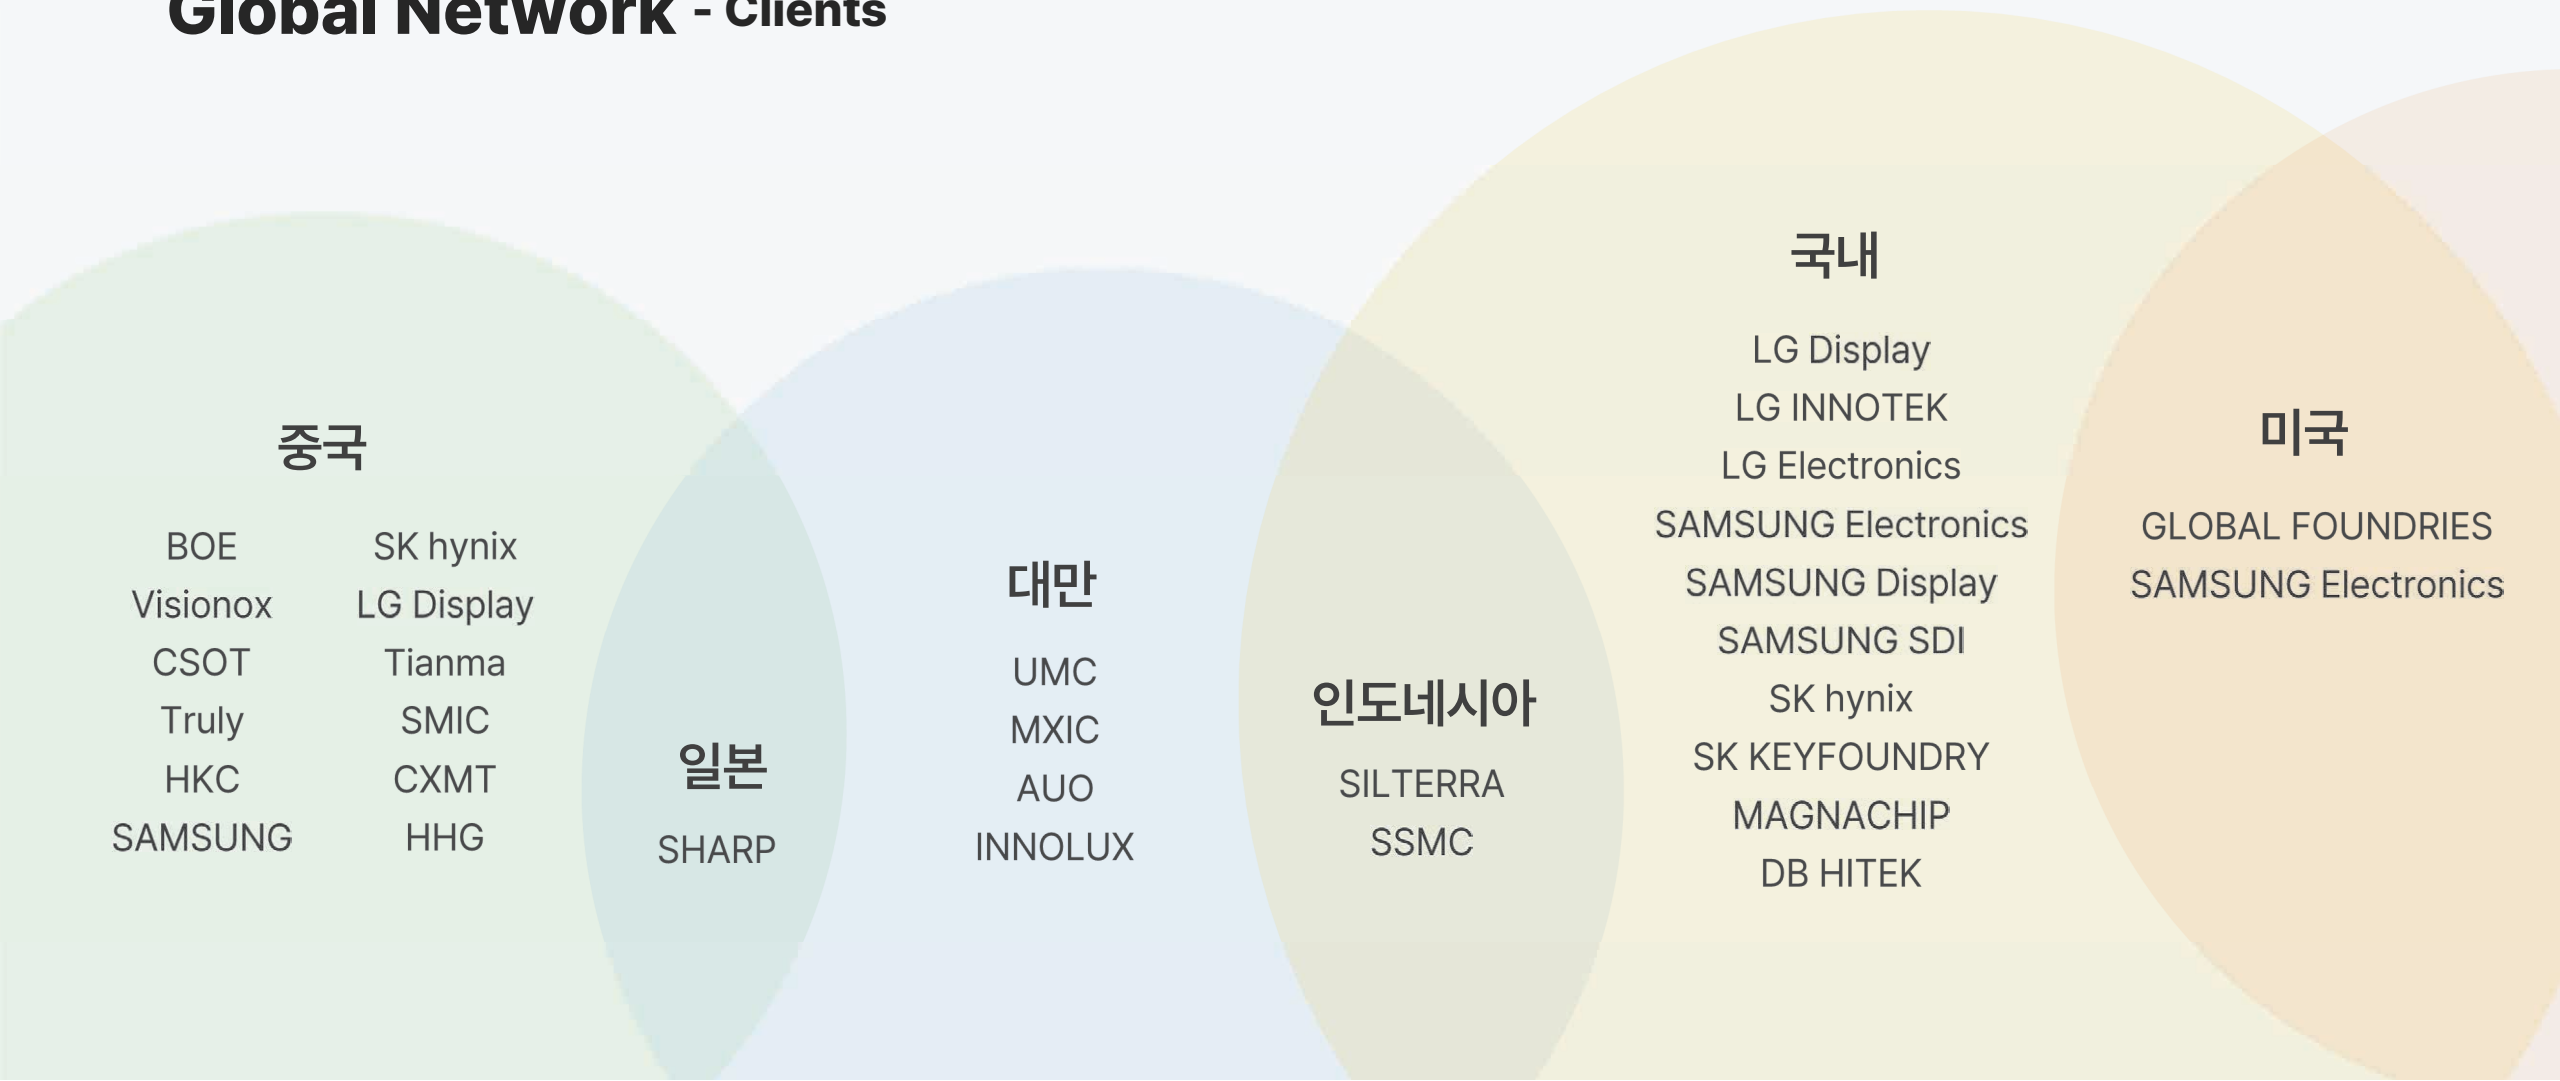 Global Network - Clients
중국
BOE
Visionox
CSOT
Truly
HKC
SAMSUNG
SK hynix
LG Display
Tianma
SMIC
CXMT
HHG
일본
SHARP
대만
UMC
MXIC
AUO
INNOLUX
인도네시아
SILTERRA
SSMC
국내
LG Display
LG INNOTEK
LG Electronics
SAMSUNG Electronics
SAMSUNG Display
SAMSUNG SDI
SK hynix
SK KEYFOUNDRY
MAGNACHIP
DB HITEK
미국
GLOBAL FOUNDRIES
SAMSUNG Electronics